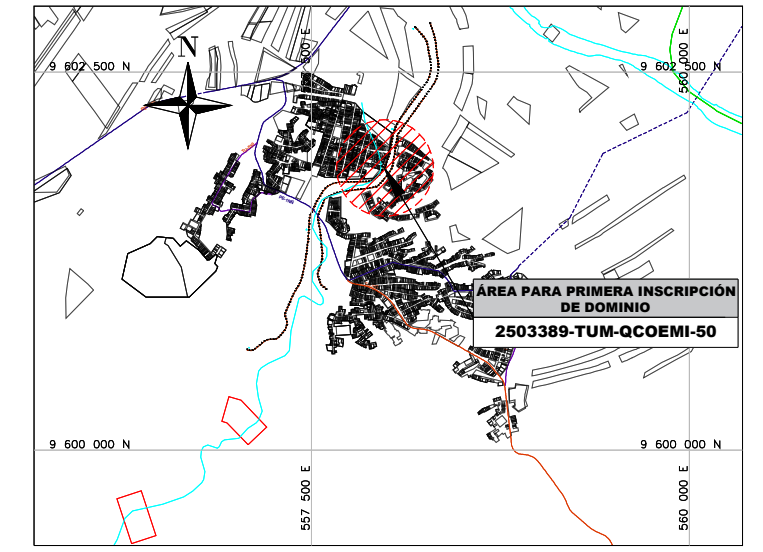 N
9 602 500 N
9 602 500 N
500 E
560 000 E
ÁREA PARA PRIMERA INSCRIPCIÓN
DE DOMINIO
2503389-TUM-QCOEMI-50
9 600 000 N
9 600 000 N
557 500 E
560 000 E